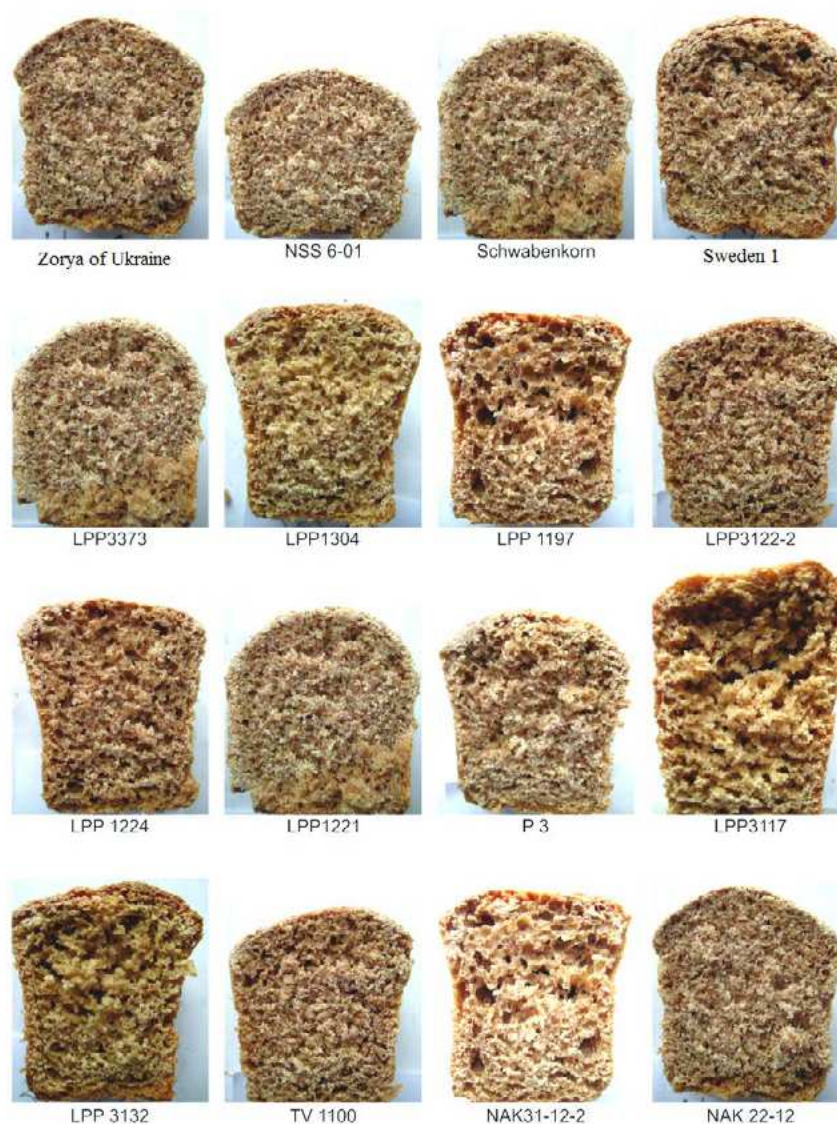 Zorya of Ukraine NSS 6-01 Schwabenkorn Sweden 1
LPP3373 LPP1304 LPP 1197 LPP3122-2
LPP 1224 LPP1221 P 3 LPP3117
LPP 3132 TV 1100 NAK31-12-2 NAK 22-12